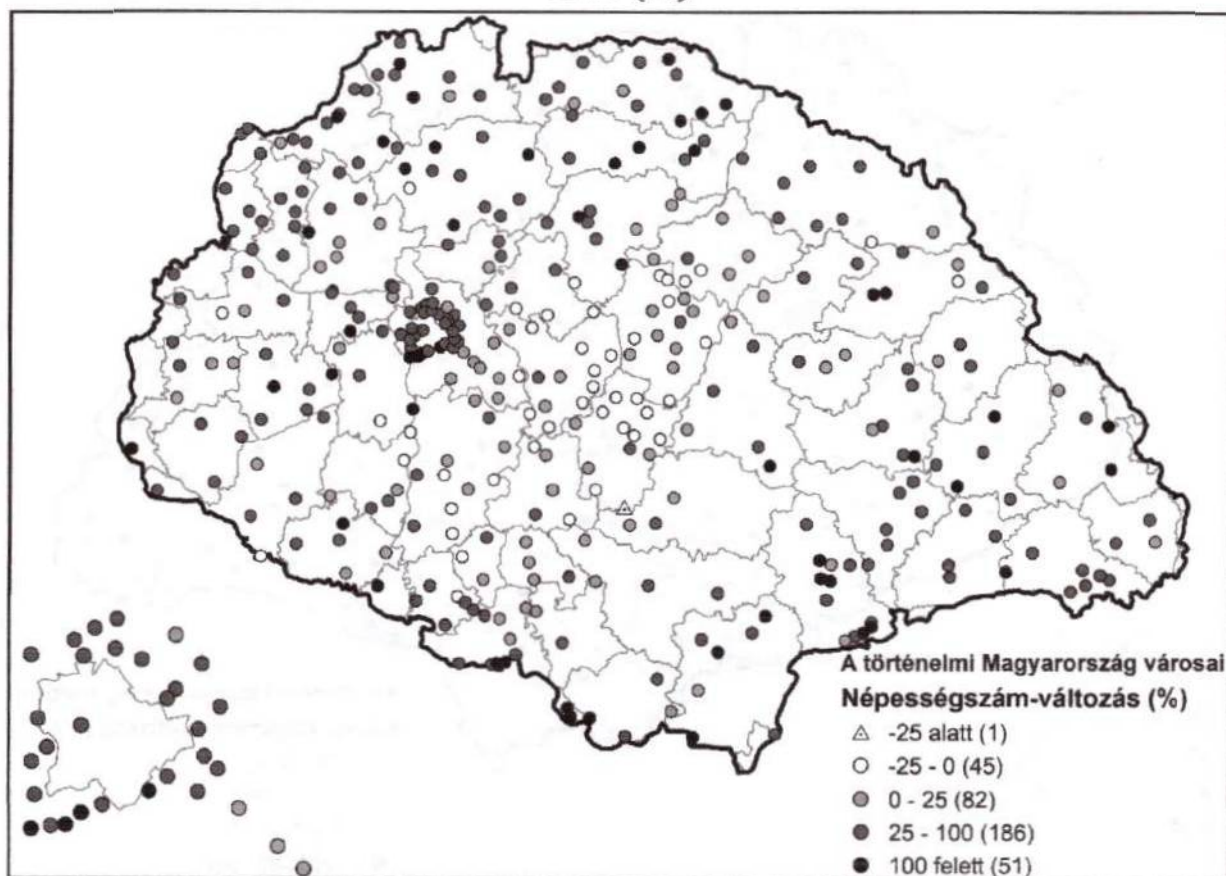 A történelmi Magyarország városai
Népességszám-változás (%)
-25 alatt (1)
-25 - 0 (45)
0 - 25 (82)
25 - 100 (186)
100 felett (51)